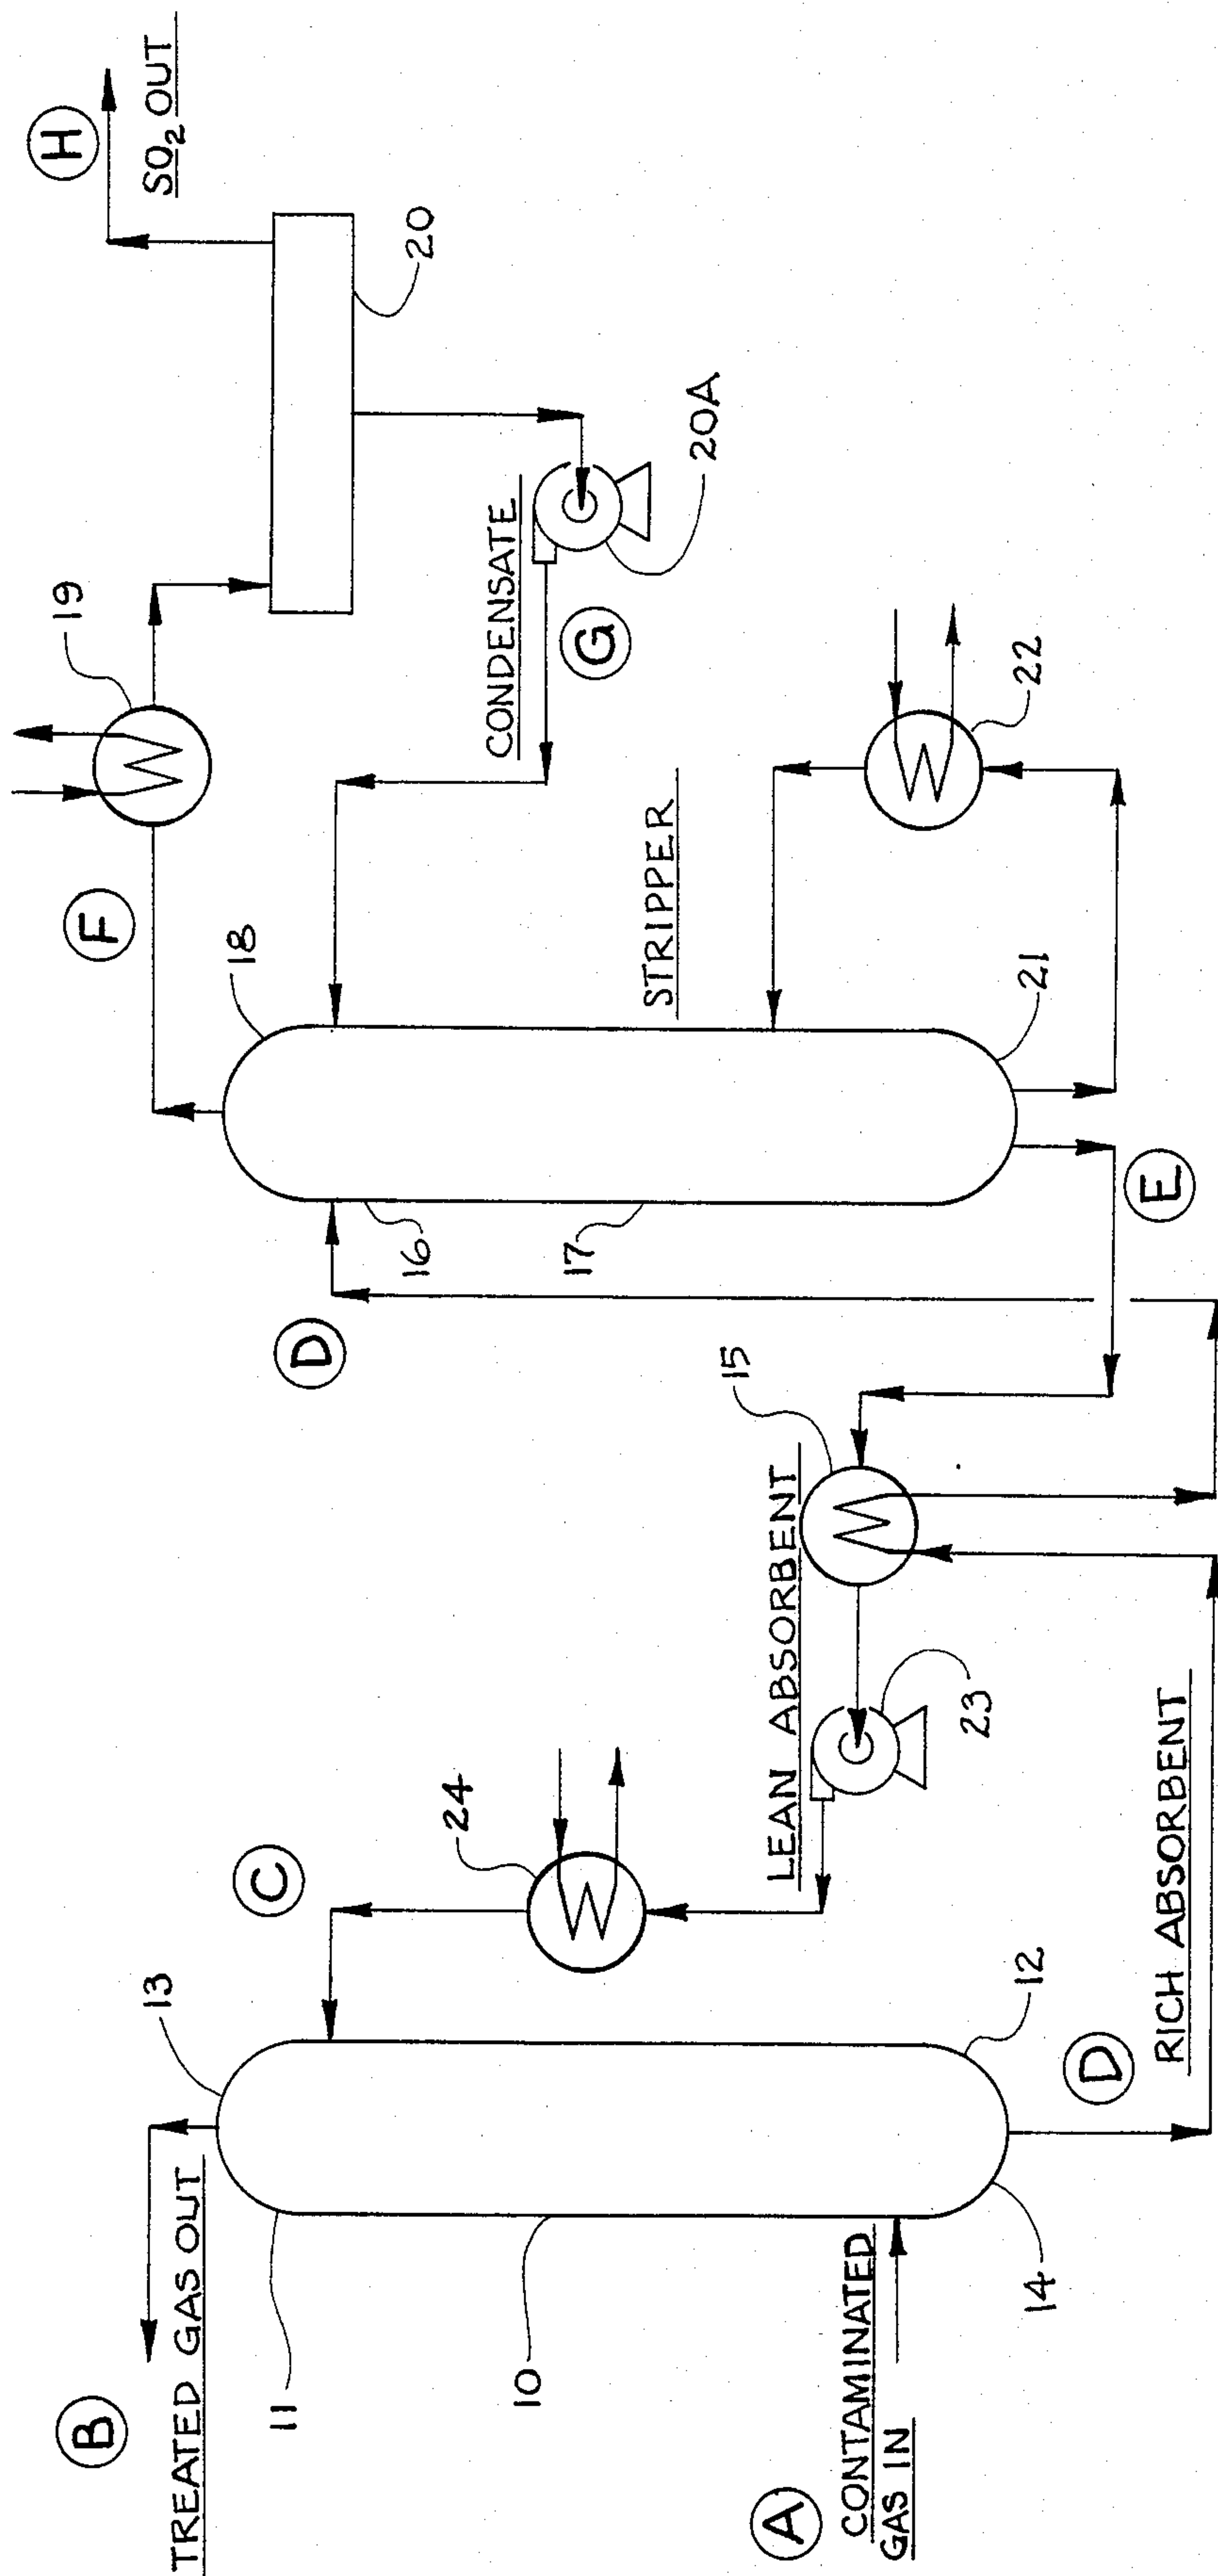 B
TREATED GAS OUT
13
11
10
A
CONTAMINATED
GAS IN
14
12
D
RICH ABSORBENT
C
24
LEAN ABSORBENT
23
15
D
16
17
E
18
F
STRIPPER
21
22
19
CONDENSATE
G
20A
20
H
SO₂ OUT